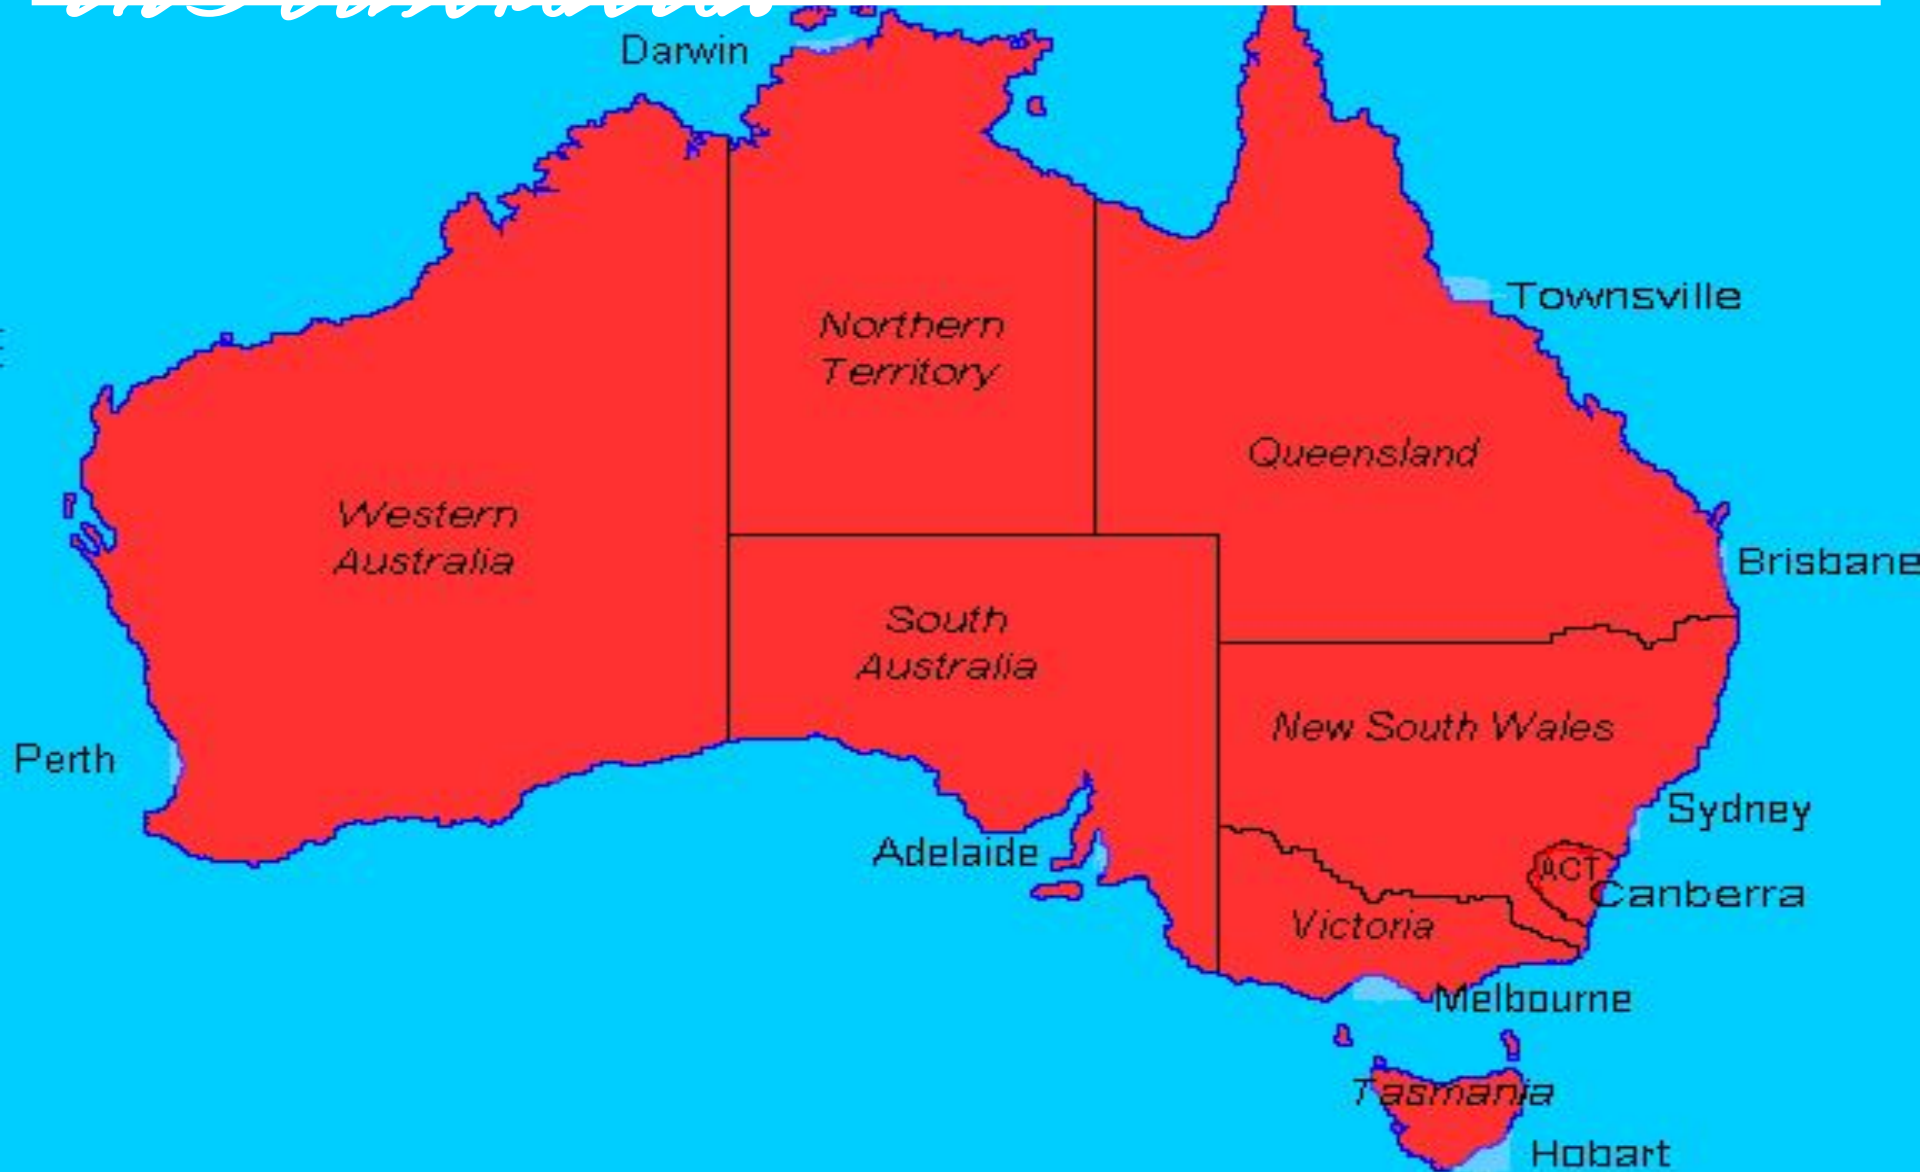 Darwin
Townsville
Northern
Territory
Queensland
Western
Australia
Brisbane
South
Australia
New South Wales
Perth
Sydney
Adelaide
ACT
Canberra
Victoria
Melbourne
Tasmania
Hobart